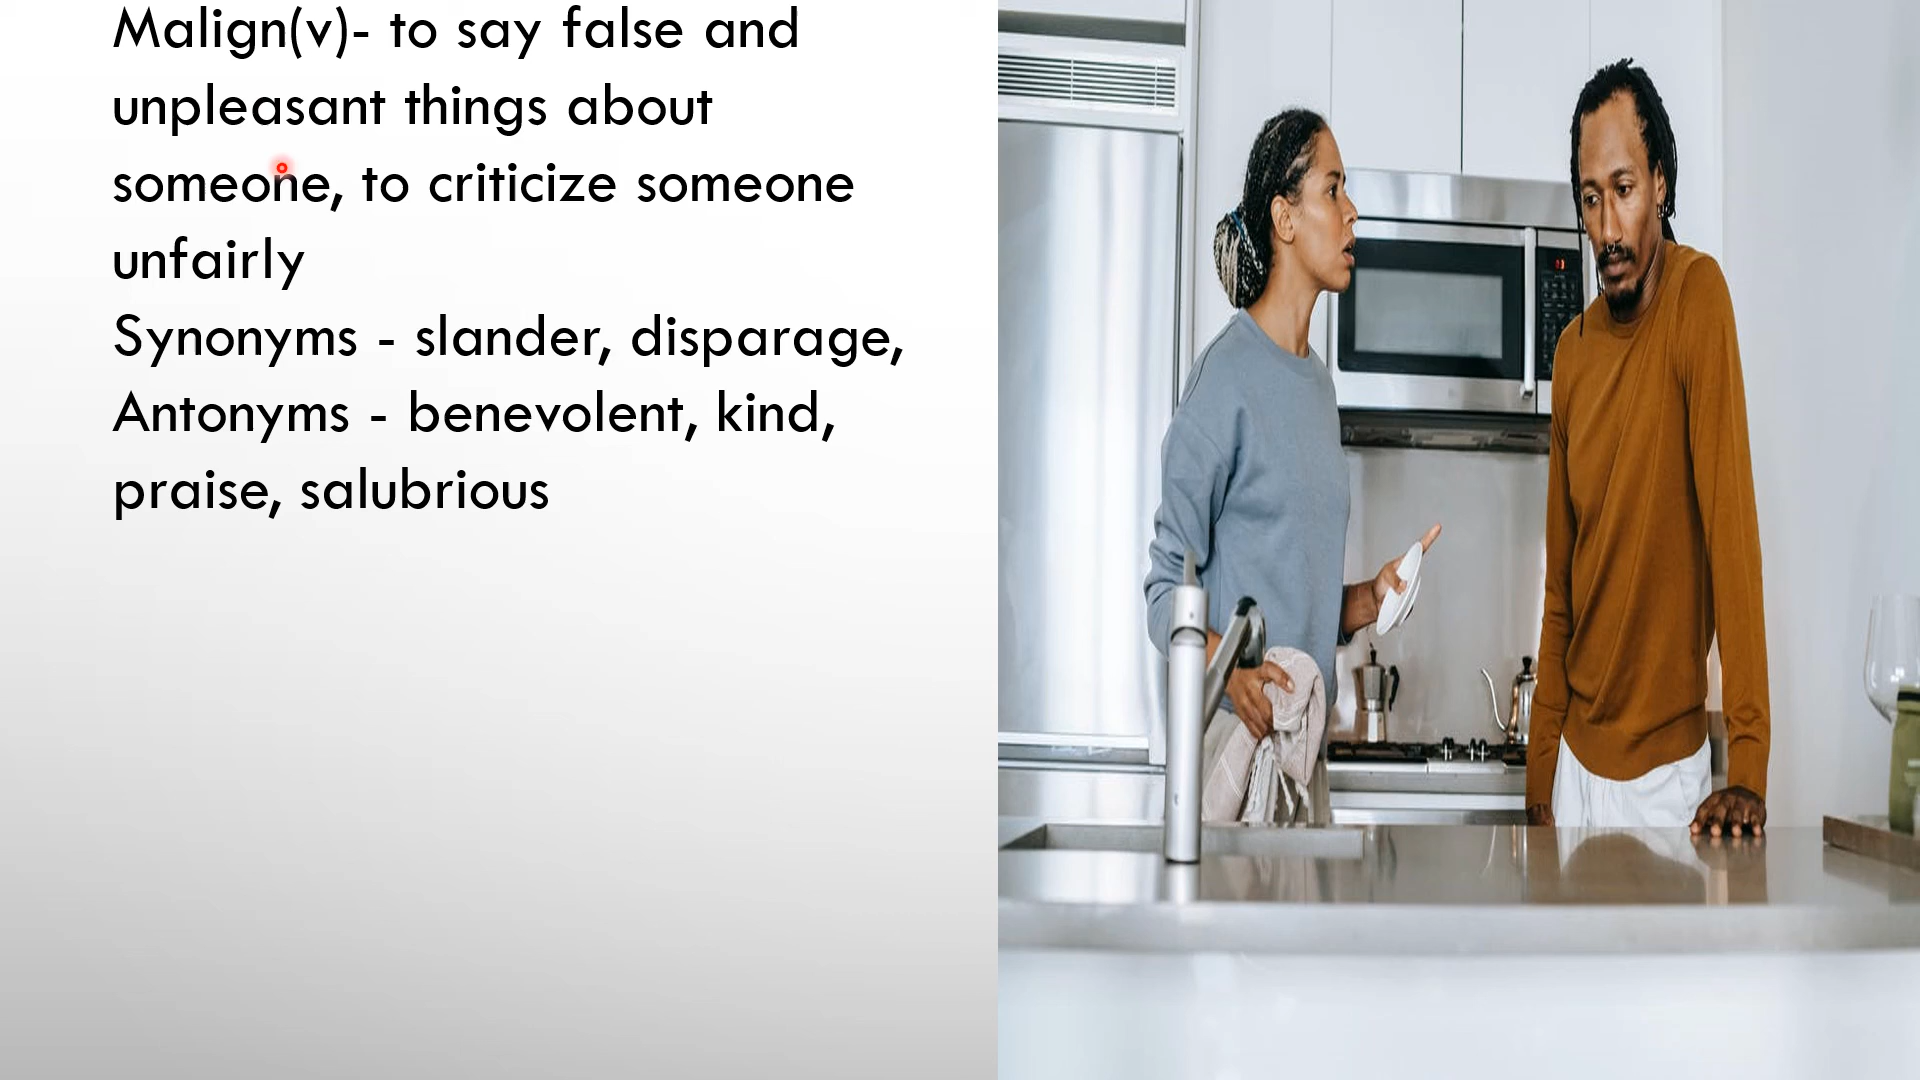 Malign(v)- to say false and
unpleasant things about
someone, to criticize someone
unfairly
Synonyms - slander, disparage,
Antonyms - benevolent, kind,
praise, salubrious